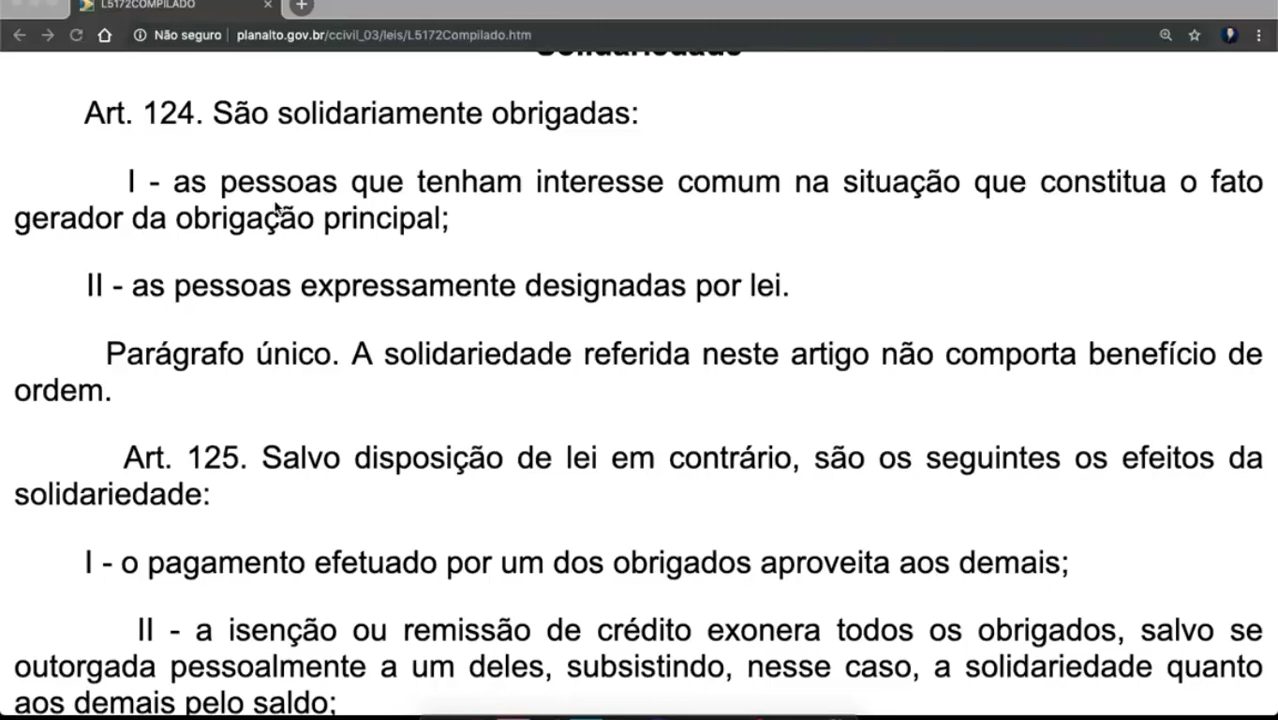 L5172COMPILADO
Não seguro
planalto.gov.br/ccivil_03/leis/L5172Compilado.htm
Solidariedade
Art. 124. São solidariamente obrigadas:
I - as pessoas que tenham interesse comum na situação que constitua o fato
gerador da obrigação principal;
II - as pessoas expressamente designadas por lei.
Parágrafo único. A solidariedade referida neste artigo não comporta benefício de
ordem.
Art. 125. Salvo disposição de lei em contrário, são os seguintes os efeitos da
solidariedade:
I - o pagamento efetuado por um dos obrigados aproveita aos demais;
II - a isenção ou remissão de crédito exonera todos os obrigados, salvo se
outorgada pessoalmente a um deles, subsistindo, nesse caso, a solidariedade quanto
aos demais pelo saldo;